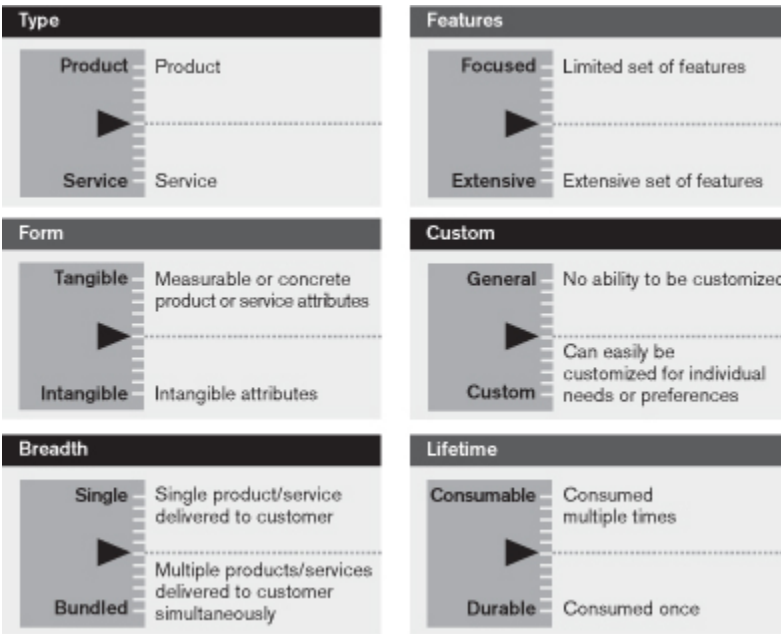 Type
Product Product
Service Service
Features
Focused Limited set of features
Extensive Extensive set of features
Form
Tangible Measurable or concrete
product or service attributes
Intangible Intangible attributes
Custom
General No ability to be customized
Can easily be
customized for individual
Custom needs or preferences
Breadth
Single Single product/service
delivered to customer
Multiple products/services
delivered to customer
Bundled simultaneously
Lifetime
Consumable Consumed
multiple times
Durable Consumed once